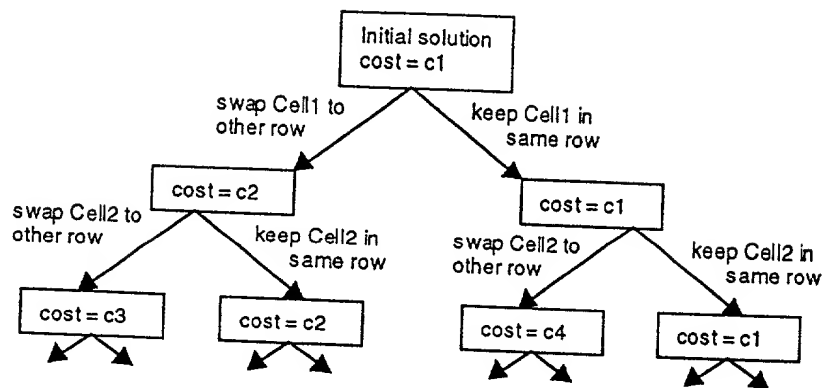 Initial solution
cost = c1
swap Cell1 to
other row
keep Cell1 in
same row
cost = c2
cost = c1
swap Cell2 to
other row
keep Cell2 in
same row
swap Cell2 to
other row
keep Cell2 in
same row
cost = c3
cost = c2
cost = c4
cost = c1